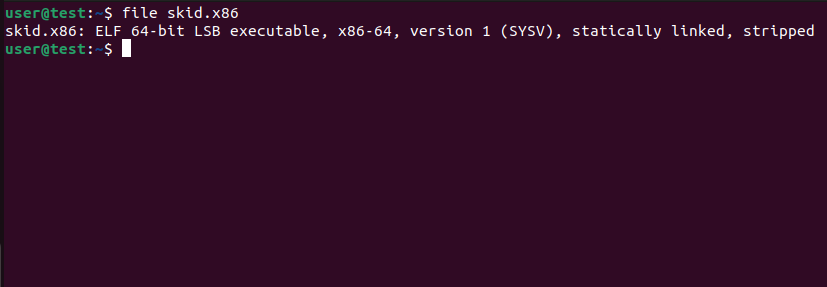 user@test:~$ file skid.x86
skid.x86: ELF 64-bit LSB executable, x86-64, version 1 (SYSV), statically linked, stripped
user@test:~$